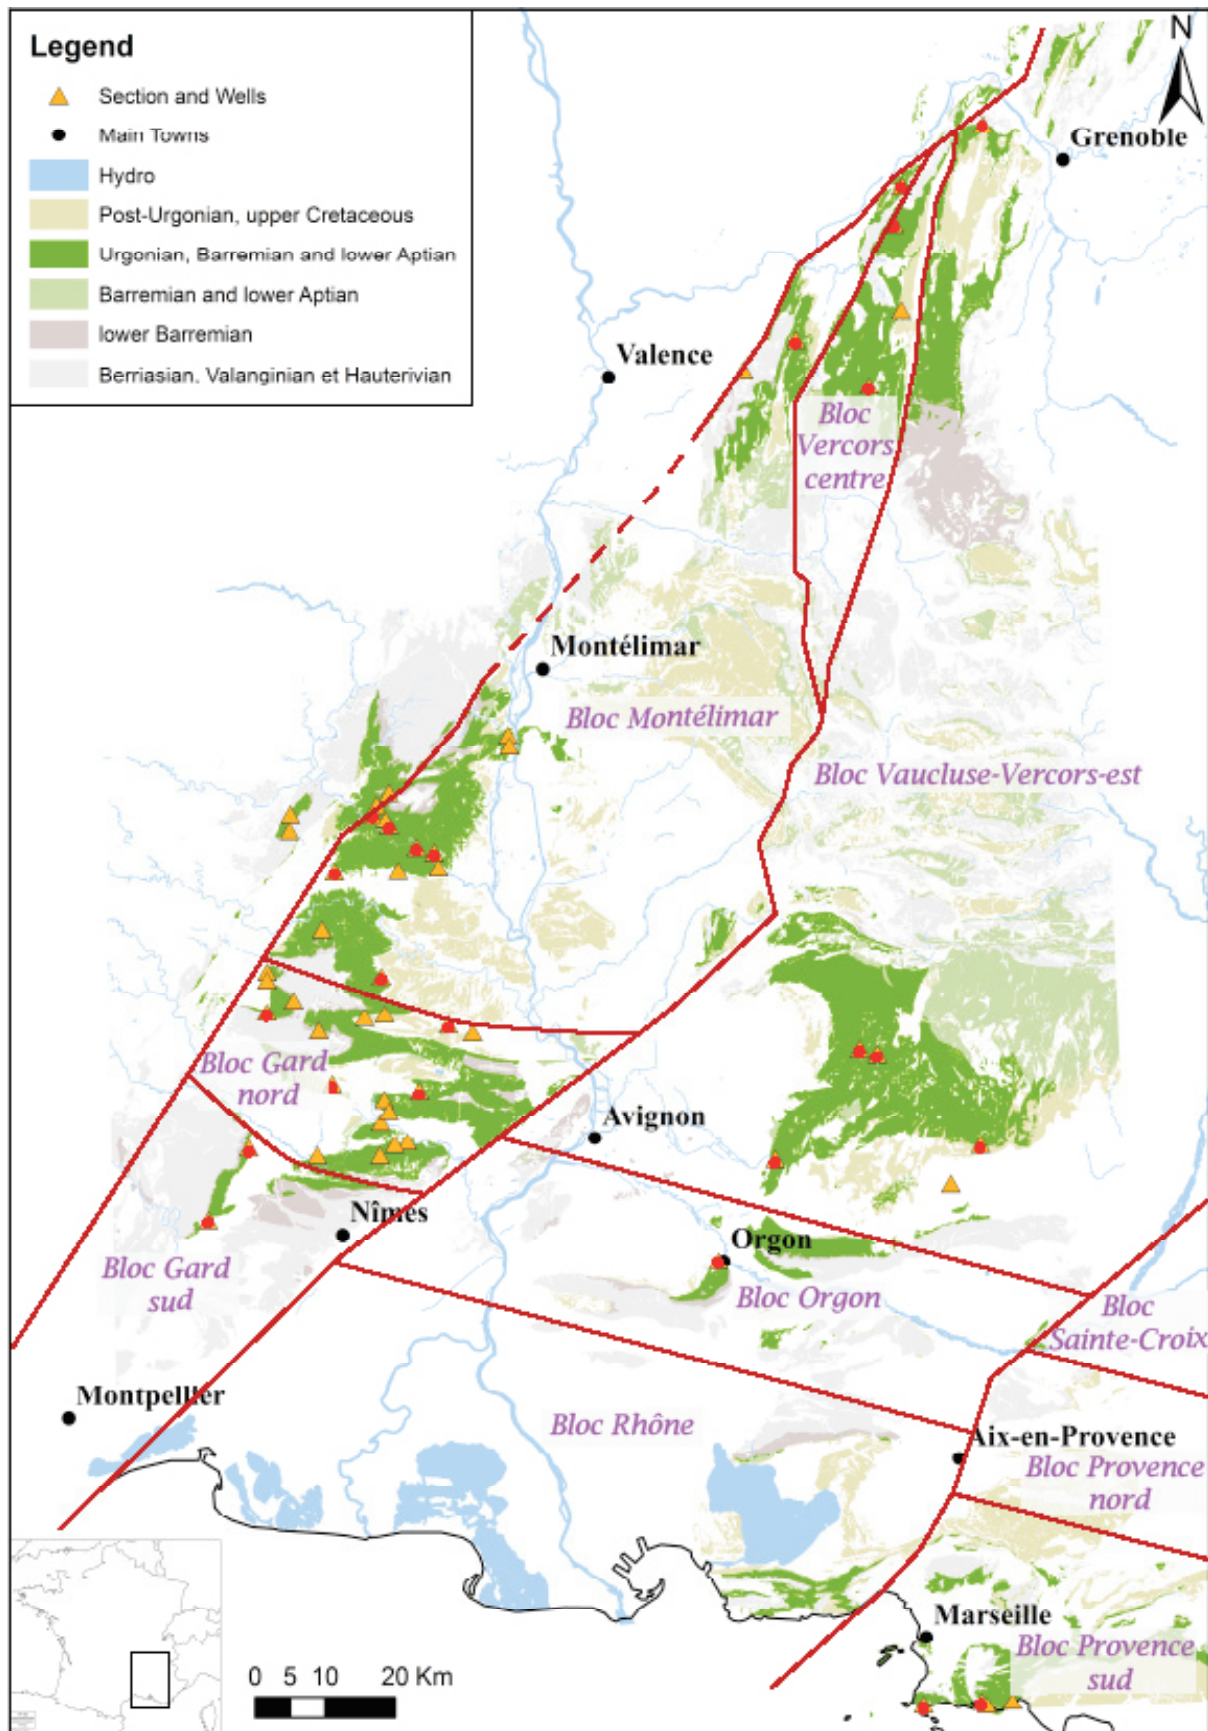 Legend
Section and Wells
Main Towns
Hydro
Post-Urgonian, upper Cretaceous
Urgonian, Barremian and lower Aptian
Barremian and lower Aptian
lower Barremian
Berriasian, Valanginian et Hauterivian
N
Grenoble
Valence
Bloc
Vercors
centre
Montélimar
Bloc Montélimar
Bloc Vaucluse-Vercors-est
Bloc Gard
nord
Avignon
Nîmes
Orgon
Bloc Gard
sud
Bloc Orgon
Bloc
Sainte-Croix
Montpellier
Bloc Rhône
Aix-en-Provence
Bloc Provence
nord
Marseille
Bloc Provence
sud
0 5 10 20 Km